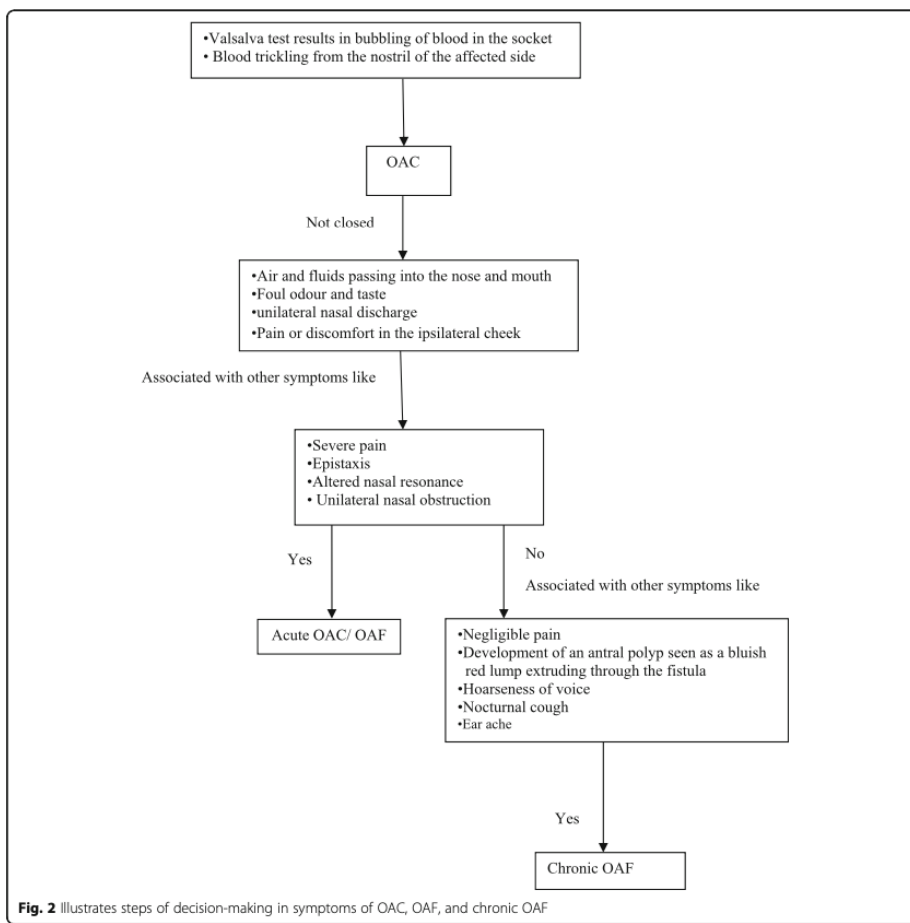 •Valsalva test results in bubbling of blood in the socket
• Blood trickling from the nostril of the affected side
OAC
Not closed
•Air and fluids passing into the nose and mouth
•Foul odour and taste
•unilateral nasal discharge
•Pain or discomfort in the ipsilateral cheek
Associated with other symptoms like
•Severe pain
•Epistaxis
•Altered nasal resonance
• Unilateral nasal obstruction
Yes
No
Associated with other symptoms like
Acute OAC/ OAF
•Negligible pain
•Development of an antral polyp seen as a bluish
red lump extruding through the fistula
•Hoarseness of voice
•Nocturnal cough
•Ear ache
Yes
Chronic OAF
Fig. 2 Illustrates steps of decision-making in symptoms of OAC, OAF, and chronic OAF